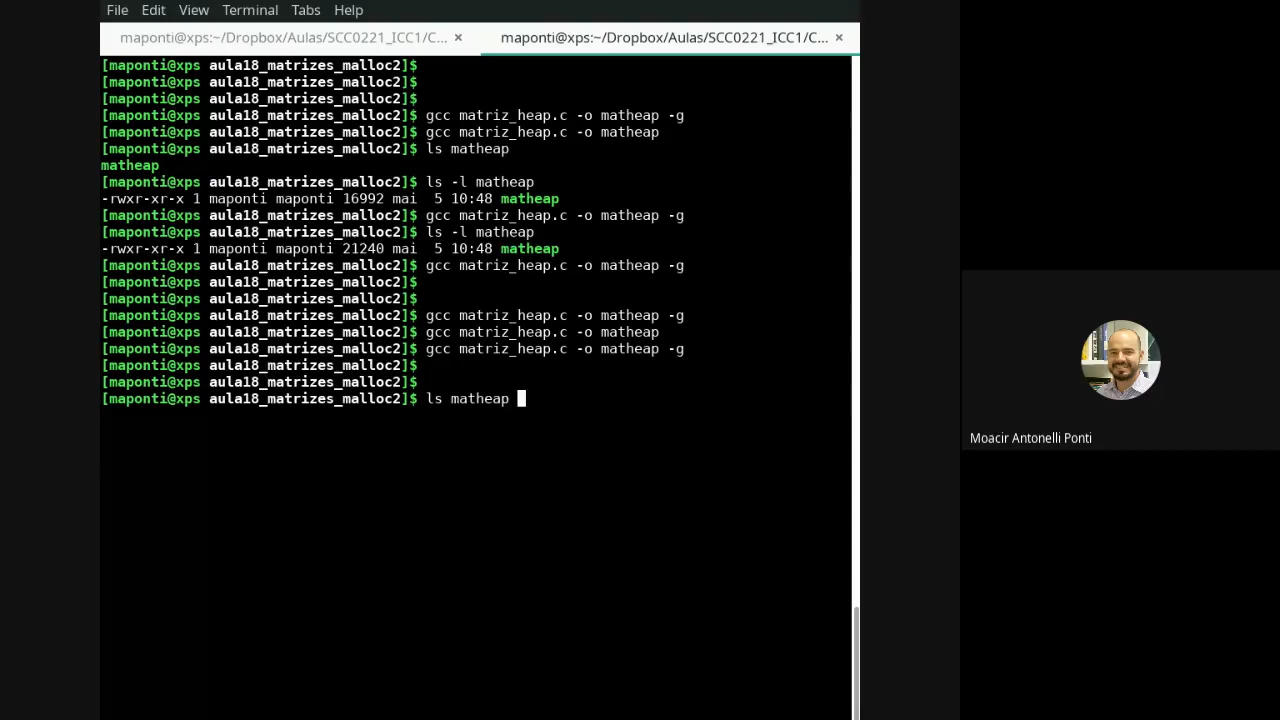 File Edit View Terminal Tabs Help
maponti@xps:~/Dropbox/Aulas/SCC0221_ICC1/C... × maponti@xps:~/Dropbox/Aulas/SCC0221_ICC1/C... ×
[maponti@xps aula18_matrizes_malloc2]$
[maponti@xps aula18_matrizes_malloc2]$
[maponti@xps aula18_matrizes_malloc2]$
[maponti@xps aula18_matrizes_malloc2]$ gcc matriz_heap.c -o matheap -g
[maponti@xps aula18_matrizes_malloc2]$ gcc matriz_heap.c -o matheap
[maponti@xps aula18_matrizes_malloc2]$ ls matheap
matheap
[maponti@xps aula18_matrizes_malloc2]$ ls -l matheap
-rwxr-xr-x 1 maponti maponti 16992 mai  5 10:48 matheap
[maponti@xps aula18_matrizes_malloc2]$ gcc matriz_heap.c -o matheap -g
[maponti@xps aula18_matrizes_malloc2]$ ls -l matheap
-rwxr-xr-x 1 maponti maponti 21240 mai  5 10:48 matheap
[maponti@xps aula18_matrizes_malloc2]$ gcc matriz_heap.c -o matheap -g
[maponti@xps aula18_matrizes_malloc2]$
[maponti@xps aula18_matrizes_malloc2]$
[maponti@xps aula18_matrizes_malloc2]$ gcc matriz_heap.c -o matheap -g
[maponti@xps aula18_matrizes_malloc2]$ gcc matriz_heap.c -o matheap
[maponti@xps aula18_matrizes_malloc2]$ gcc matriz_heap.c -o matheap -g
[maponti@xps aula18_matrizes_malloc2]$
[maponti@xps aula18_matrizes_malloc2]$
[maponti@xps aula18_matrizes_malloc2]$ ls matheap
Moacir Antonelli Ponti